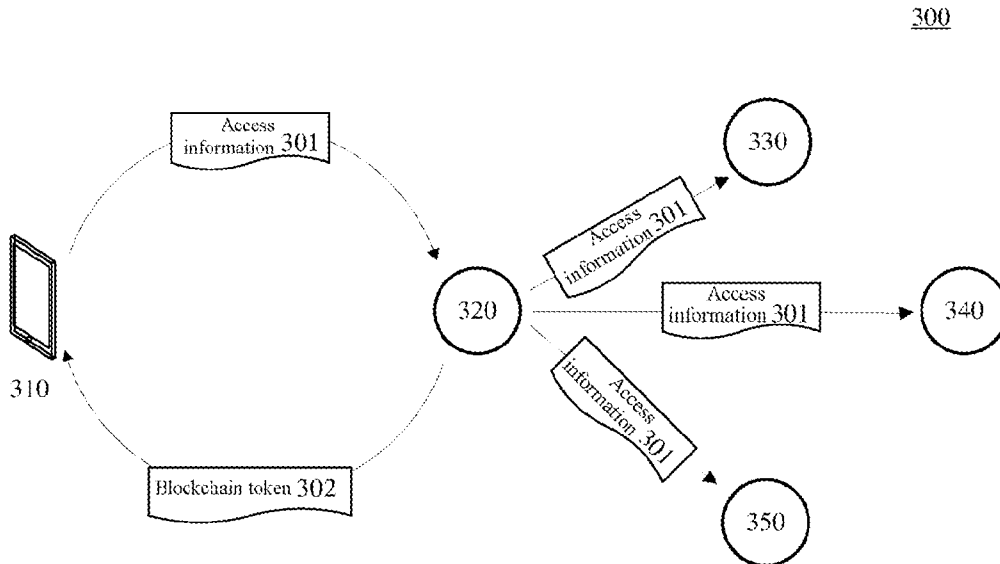 300
Access
information 301
330
Access
information 301
320
Access
information 301
340
310
Access
information 301
Blockchain token 302
350